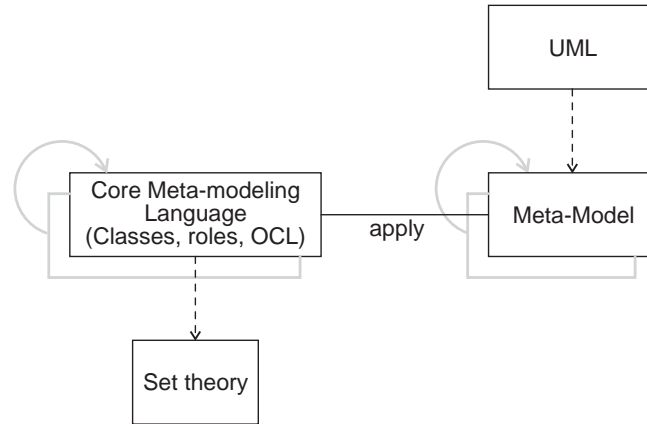 UML
Core Meta-modeling
Language
(Classes, roles, OCL)
apply
Meta-Model
Set theory